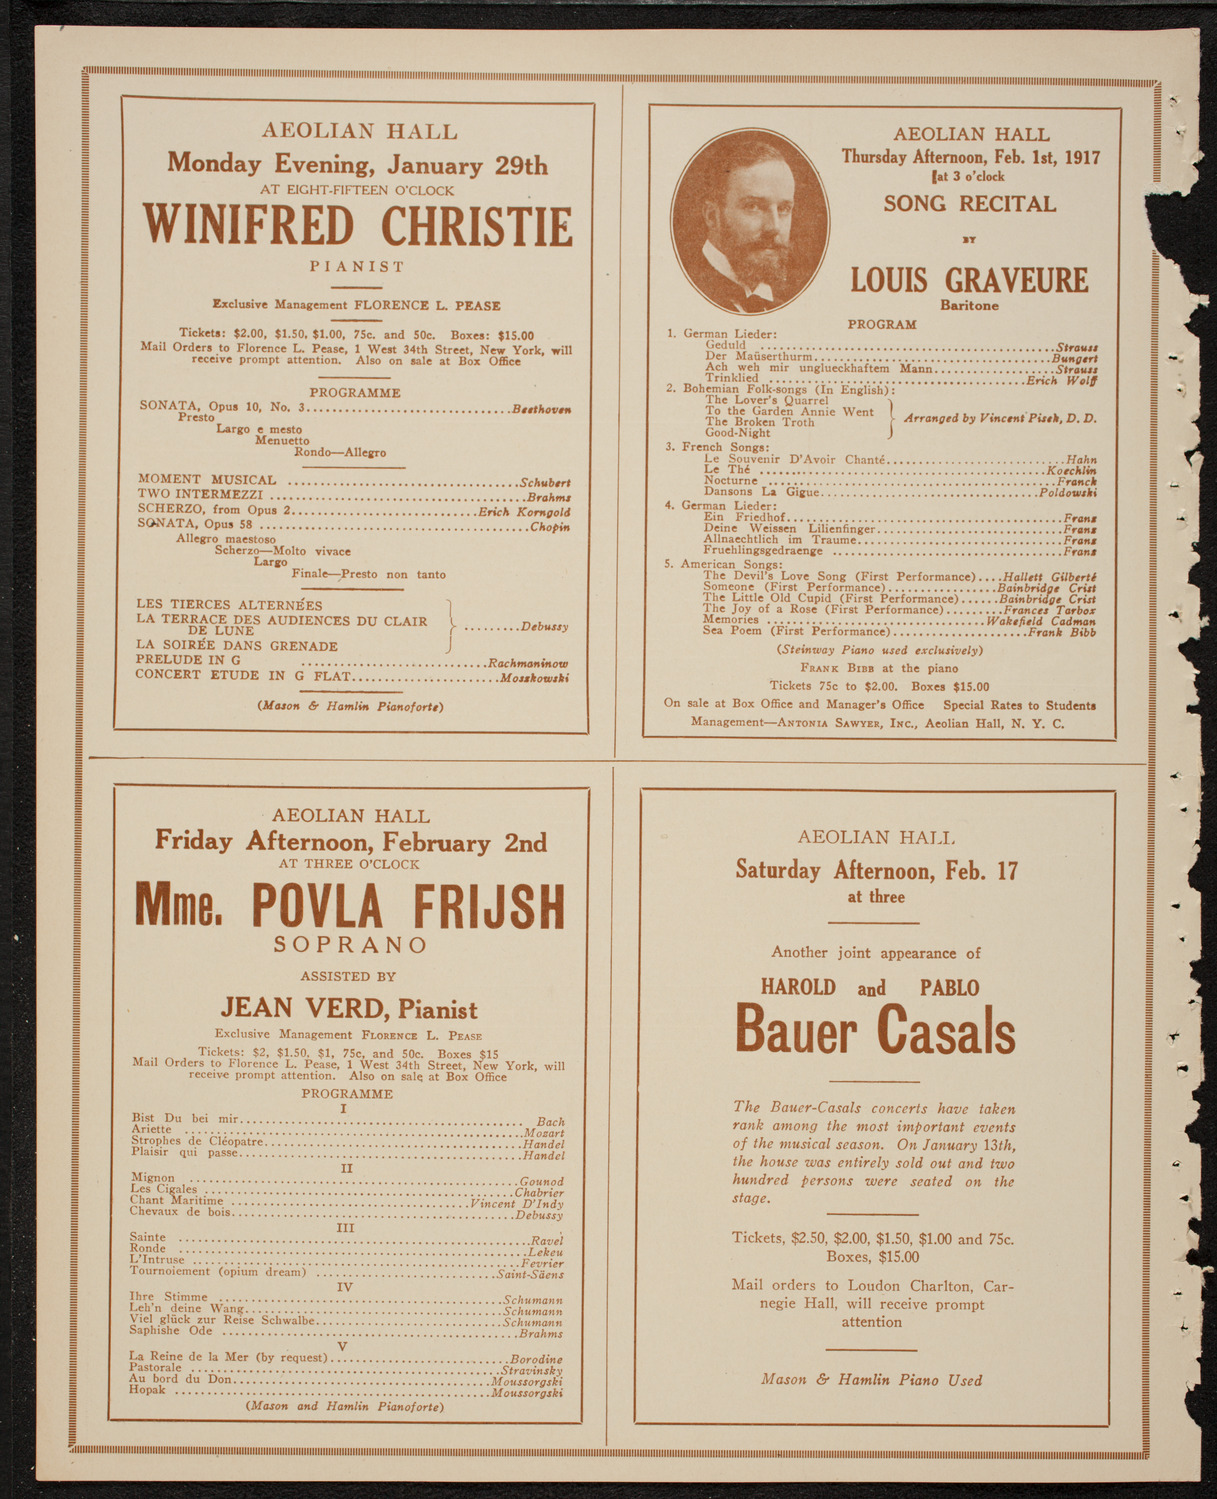 AEOLIAN HALL
Monday Evening, January 29th
AT EIGHT-FIFTEEN O'CLOCK
WINIFRED CHRISTIE
PIANIST
Exclusive Management FLORENCE L. PEASE
Tickets: $2.00, $1.50, $1.00, 75c. and 50c. Boxes: $15.00
Mail Orders to Florence L. Pease, 1 West 34th Street, New York, will
receive prompt attention. Also on sale at Box Office
PROGRAMME
SONATA, Opus 10, No. 3 Beethoven
Presto
Largo e mesto
Menuetto
Rondo—Allegro
MOMENT MUSICAL Schubert
TWO INTERMEZZI Brahms
SCHERZO, from Opus 2 Erich Korngold
SONATA, Opus 58 Chopin
Allegro maestoso
Scherzo—Molto vivace
Largo
Finale—Presto non tanto
LES TIERCES ALTERNÉES
LA TERRACE DES AUDIENCES DU CLAIR
DE LUNE Debussy
LA SOIRÉE DANS GRENADE
PRELUDE IN G Rachmaninow
CONCERT ETUDE IN G FLAT Moszkowski
(Mason & Hamlin Pianoforte)
AEOLIAN HALL
Thursday Afternoon, Feb. 1st, 1917
at 3 o'clock
SONG RECITAL
BY
LOUIS GRAVEURE
Baritone
PROGRAM
1. German Lieder:
Geduld Strauss
Der Maüserthurm Bungert
Ach weh mir unglueckhaftem Mann Strauss
Trinklied Erich Wolff
2. Bohemian Folk-songs (In English):
The Lover's Quarrel
To the Garden Annie Went
The Broken Troth
Good-Night
Arranged by Vincent Pisek, D. D.
3. French Songs:
Le Souvenir D'Avoir Chanté Hahn
Le Thé Koechlin
Nocturne Franck
Dansons La Gigue Poldowski
4. German Lieder:
Ein Friedhof Franz
Deine Weissen Lilienfinger Franz
Allnaechtlich im Traume Franz
Fruehlingsgedraenge Franz
5. American Songs:
The Devil's Love Song (First Performance) Hallett Gilberté
Someone (First Performance) Bainbridge Crist
The Little Old Cupid (First Performance) Bainbridge Crist
The Joy of a Rose (First Performance) Frances Tarbox
Memories Wakefield Cadman
Sea Poem (First Performance) Frank Bibb
(Steinway Piano used exclusively)
FRANK BIBB at the piano
Tickets 75c to $2.00. Boxes $15.00
On sale at Box Office and Manager's Office Special Rates to Students
Management—ANTONIA SAWYER, INC., Aeolian Hall, N. Y. C.
AEOLIAN HALL
Friday Afternoon, February 2nd
AT THREE O'CLOCK
Mme. POVLA FRIJSH
SOPRANO
ASSISTED BY
JEAN VERD, Pianist
Exclusive Management FLORENCE L. PEASE
Tickets: $2, $1.50, $1, 75c, and 50c. Boxes $15
Mail Orders to Florence L. Pease, 1 West 34th Street, New York, will
receive prompt attention. Also on sale at Box Office
PROGRAMME
I
Bist Du bei mir Bach
Ariette Mozart
Strophes de Cléopatre Handel
Plaisir qui passe Handel
II
Mignon Gounod
Les Cigales Chabrier
Chant Maritime Vincent D'Indy
Chevaux de bois Debussy
III
Sainte Ravel
Ronde Lekeu
L'Intruse Fevrier
Tournoiement (opium dream) Saint-Säens
IV
Ihre Stimme Schumann
Leh'n deine Wang Schumann
Viel glück zur Reise Schwalbe Schumann
Saphishe Ode Brahms
V
La Reine de la Mer (by request) Borodine
Pastorale Stravinsky
Au bord du Don Moussorgski
Hopak Moussorgski
(Mason and Hamlin Pianoforte)
AEOLIAN HALL
Saturday Afternoon, Feb. 17
at three
Another joint appearance of
HAROLD and PABLO
Bauer Casals
The Bauer-Casals concerts have taken
rank among the most important events
of the musical season. On January 13th,
the house was entirely sold out and two
hundred persons were seated on the
stage.
Tickets, $2.50, $2.00, $1.50, $1.00 and 75c.
Boxes, $15.00
Mail orders to Loudon Charlton, Car-
negie Hall, will receive prompt
attention
Mason & Hamlin Piano Used